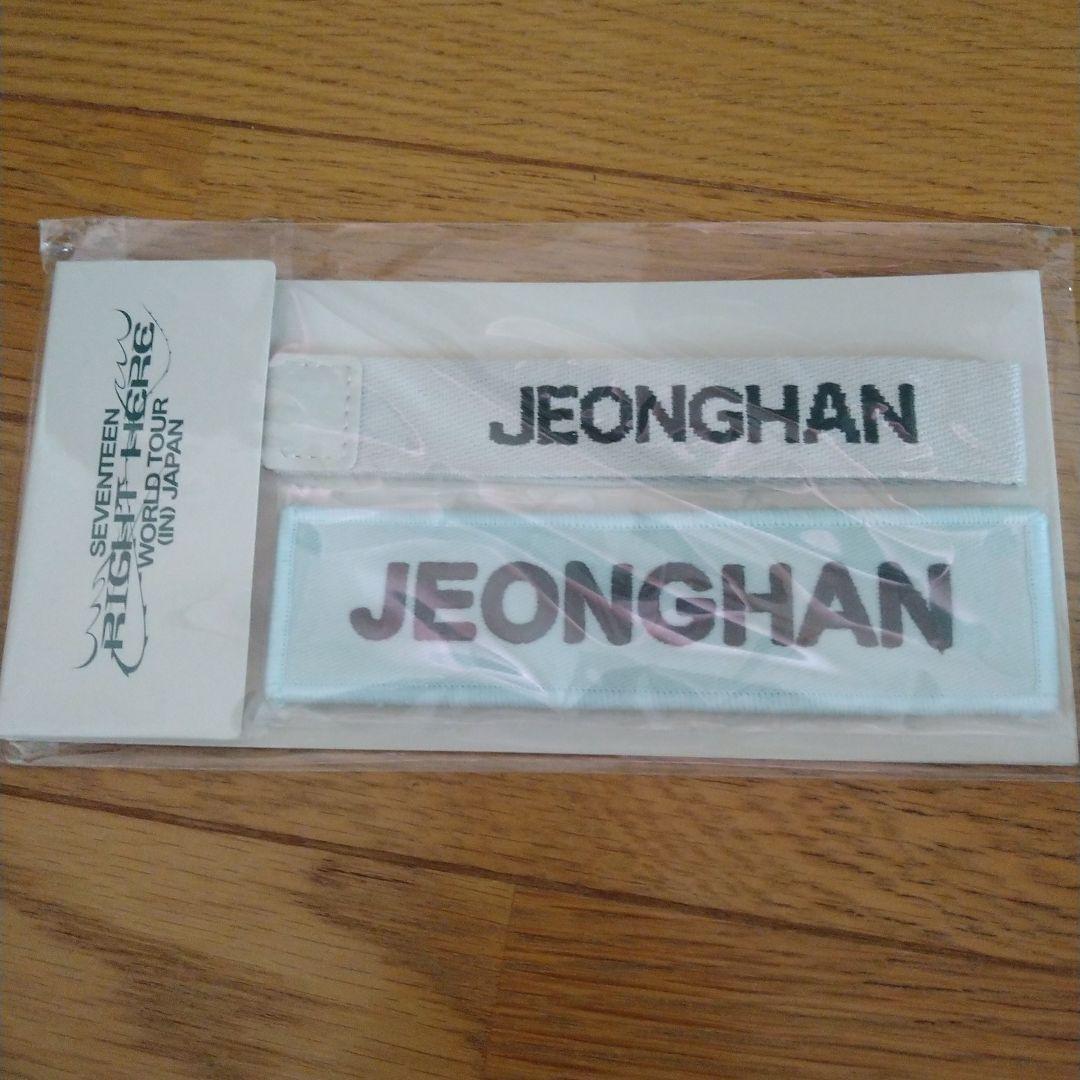 SEVENTEEN
RIGHT HERE
WORLD TOUR
(IN) JAPAN
JEONGHAN
JEONGHAN